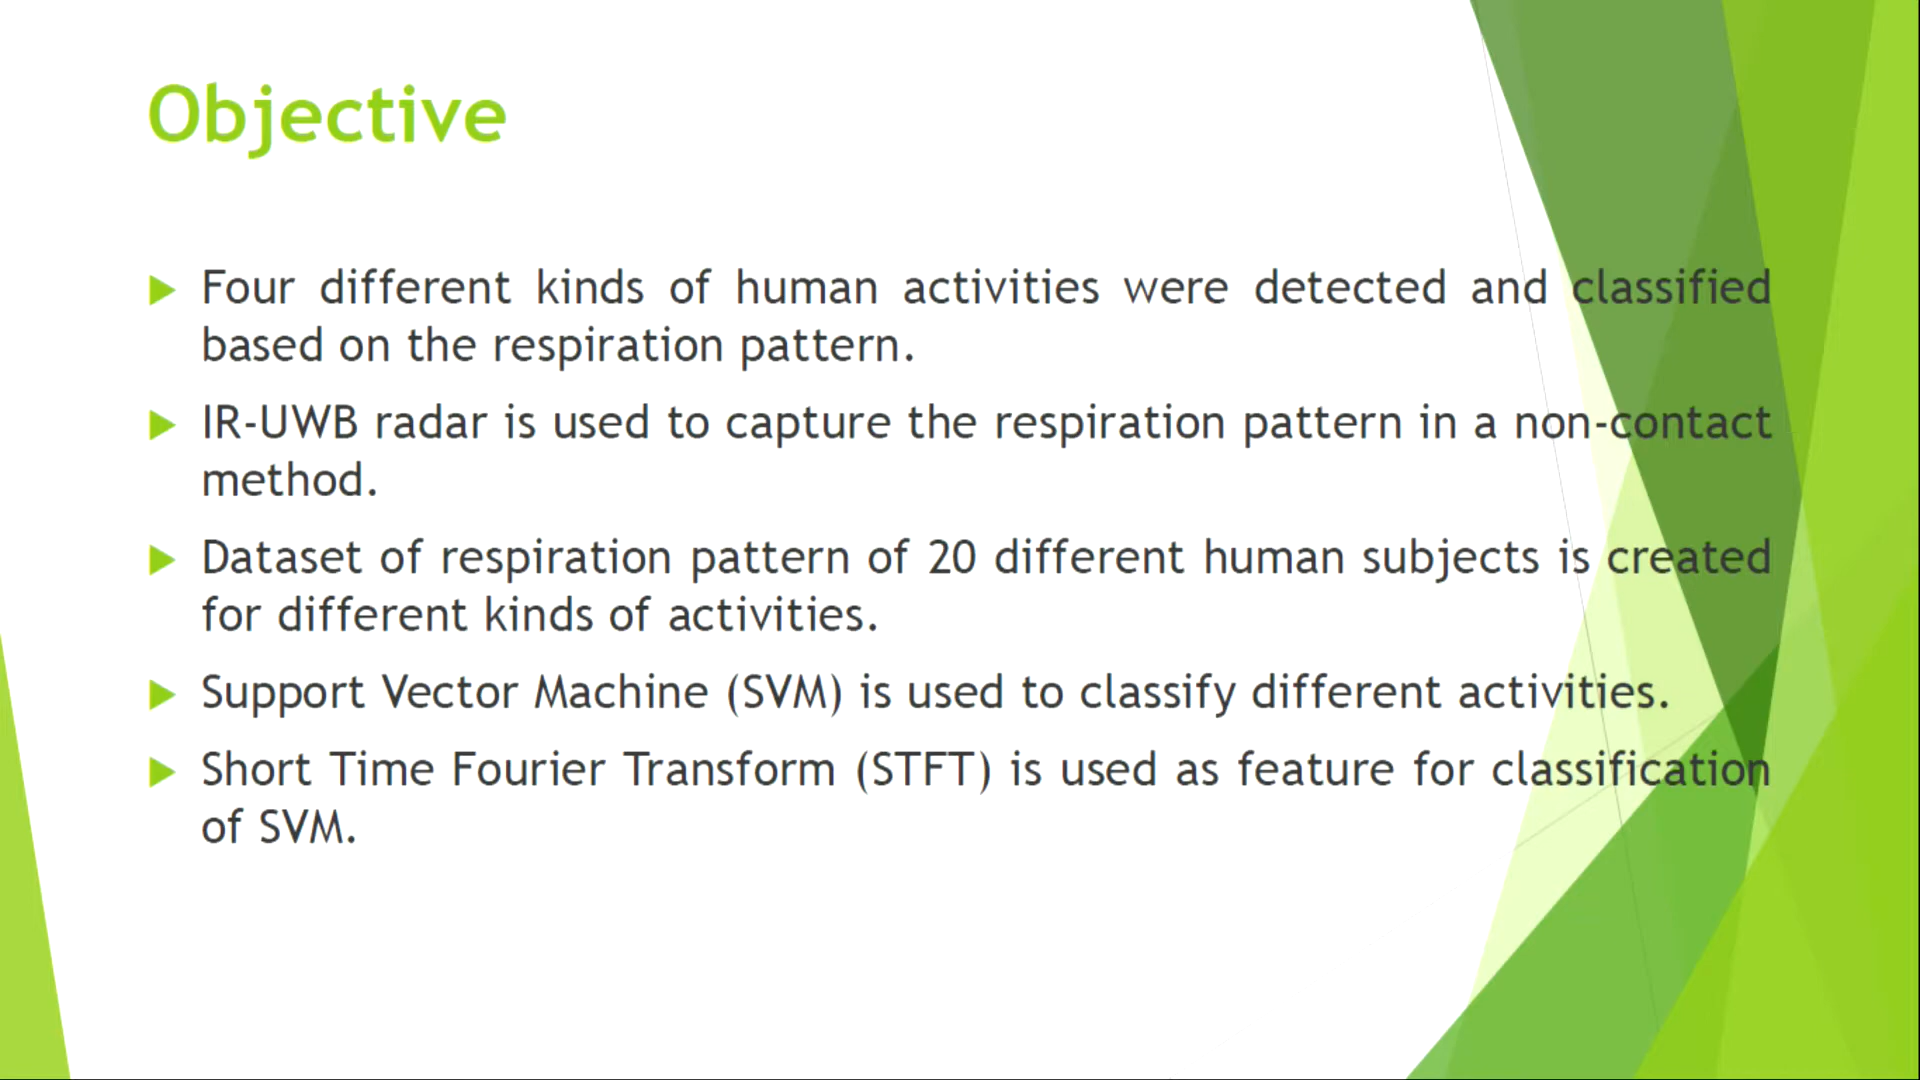 Objective
Four different kinds of human activities were detected and classified
based on the respiration pattern.
IR-UWB radar is used to capture the respiration pattern in a non-contact
method.
Dataset of respiration pattern of 20 different human subjects is created
for different kinds of activities.
Support Vector Machine (SVM) is used to classify different activities.
Short Time Fourier Transform (STFT) is used as feature for classification
of SVM.